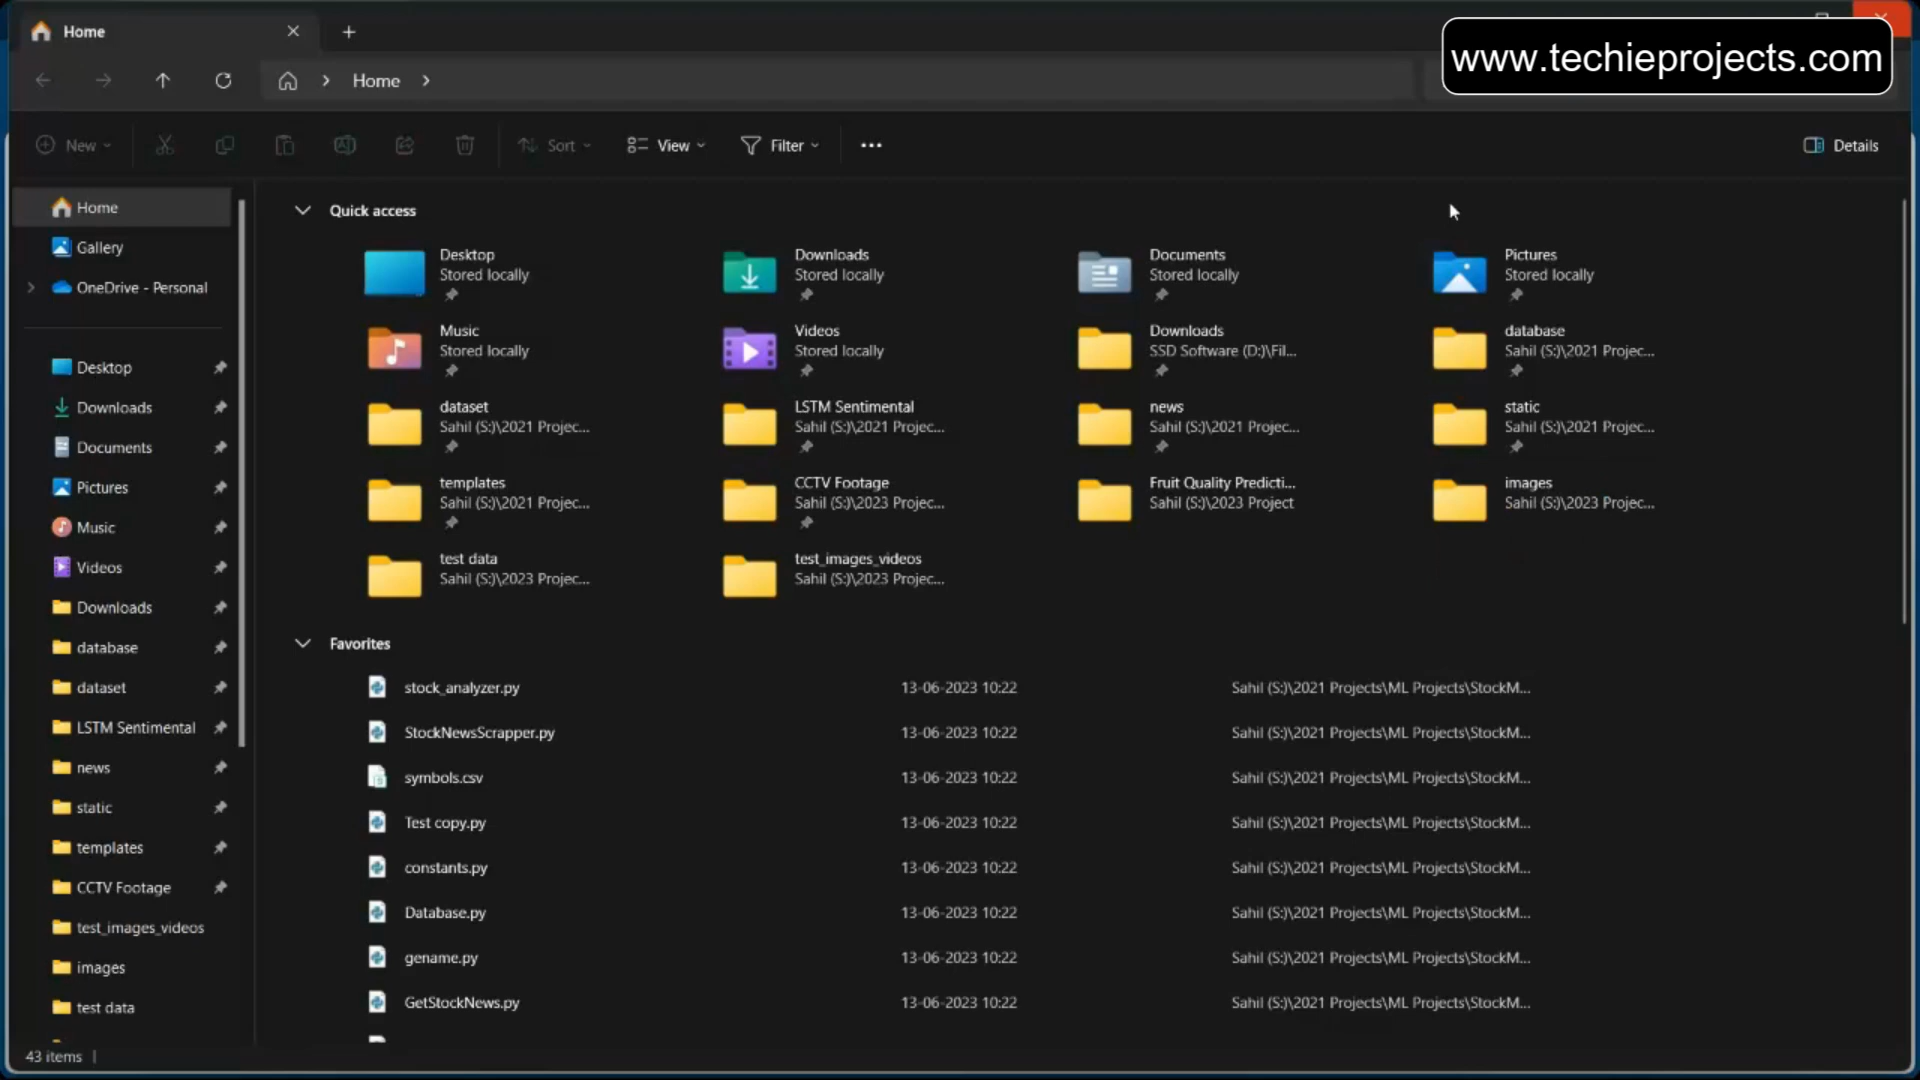 Home
www.techieprojects.com
Home
New
Sort
View
Filter
Details
Home
Gallery
OneDrive - Personal
Desktop
Downloads
Documents
Pictures
Music
Videos
Downloads
database
dataset
LSTM Sentimental
news
static
templates
CCTV Footage
test_images_videos
images
test data
Quick access
Desktop
Stored locally
Downloads
Stored locally
Documents
Stored locally
Pictures
Stored locally
Music
Stored locally
Videos
Stored locally
Downloads
SSD Software (D:)\Fil...
database
Sahil (S:)\2021 Projec...
dataset
Sahil (S:)\2021 Projec...
LSTM Sentimental
Sahil (S:)\2021 Projec...
news
Sahil (S:)\2021 Projec...
static
Sahil (S:)\2021 Projec...
templates
Sahil (S:)\2021 Projec...
CCTV Footage
Sahil (S:)\2023 Projec...
Fruit Quality Predicti...
Sahil (S:)\2023 Project
images
Sahil (S:)\2023 Projec...
test data
Sahil (S:)\2023 Projec...
test_images_videos
Sahil (S:)\2023 Projec...
Favorites
stock_analyzer.py 13-06-2023 10:22 Sahil (S:)\2021 Projects\ML Projects\StockM...
StockNewsScrapper.py 13-06-2023 10:22 Sahil (S:)\2021 Projects\ML Projects\StockM...
symbols.csv 13-06-2023 10:22 Sahil (S:)\2021 Projects\ML Projects\StockM...
Test copy.py 13-06-2023 10:22 Sahil (S:)\2021 Projects\ML Projects\StockM...
constants.py 13-06-2023 10:22 Sahil (S:)\2021 Projects\ML Projects\StockM...
Database.py 13-06-2023 10:22 Sahil (S:)\2021 Projects\ML Projects\StockM...
gename.py 13-06-2023 10:22 Sahil (S:)\2021 Projects\ML Projects\StockM...
GetStockNews.py 13-06-2023 10:22 Sahil (S:)\2021 Projects\ML Projects\StockM...
43 items